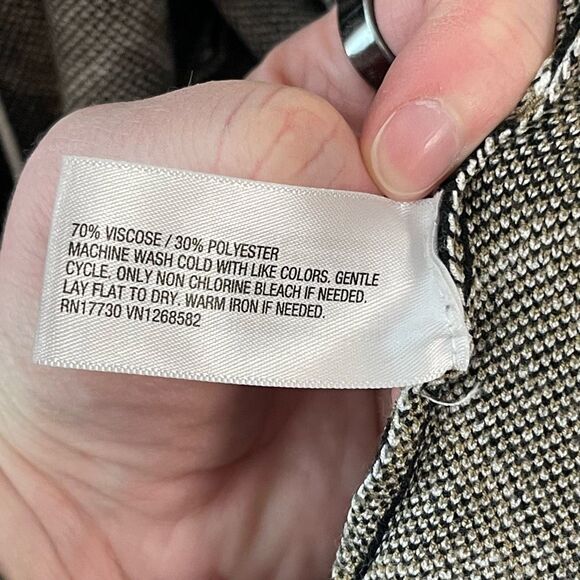 70% VISCOSE / 30% POLYESTER
MACHINE WASH COLD WITH LIKE COLORS. GENTLE
CYCLE. ONLY NON CHLORINE BLEACH IF NEEDED.
LAY FLAT TO DRY. WARM IRON IF NEEDED.
RN17730 VN1268582